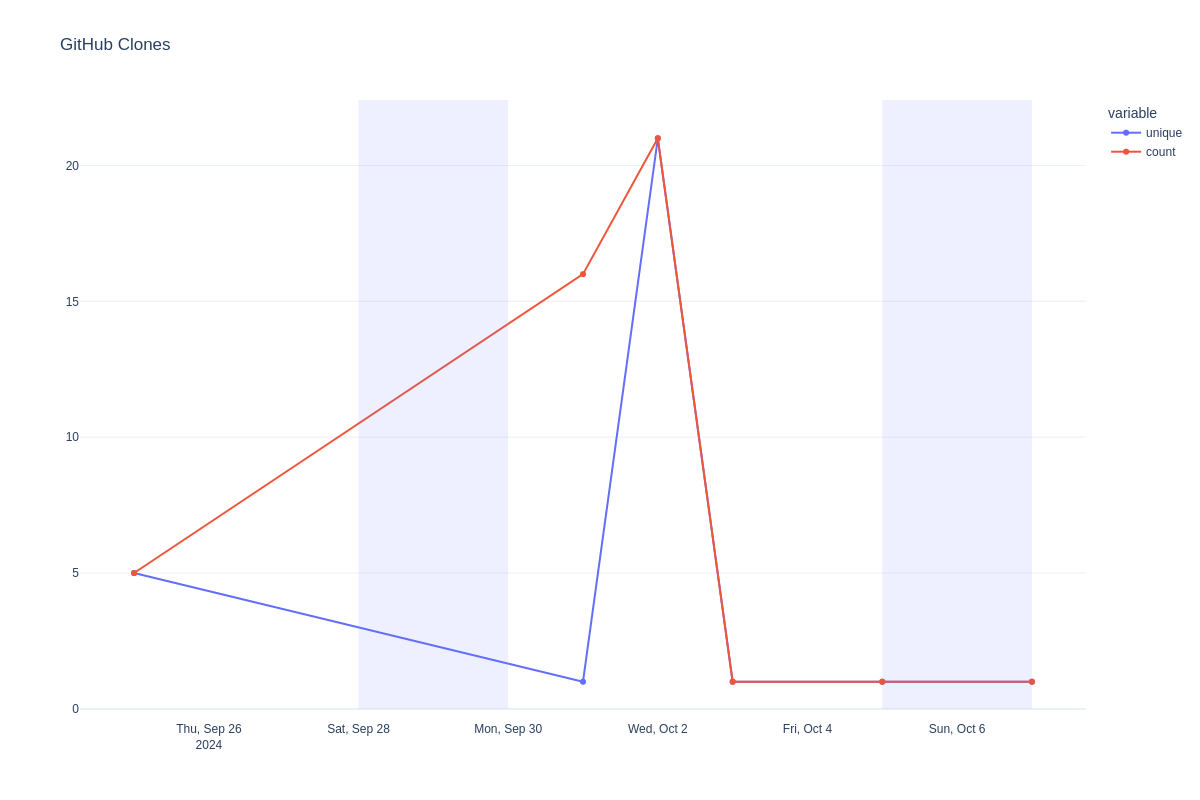 GitHub Clones
variable
unique
count
20
15
10
5
0
Thu, Sep 26
2024
Sat, Sep 28
Mon, Sep 30
Wed, Oct 2
Fri, Oct 4
Sun, Oct 6